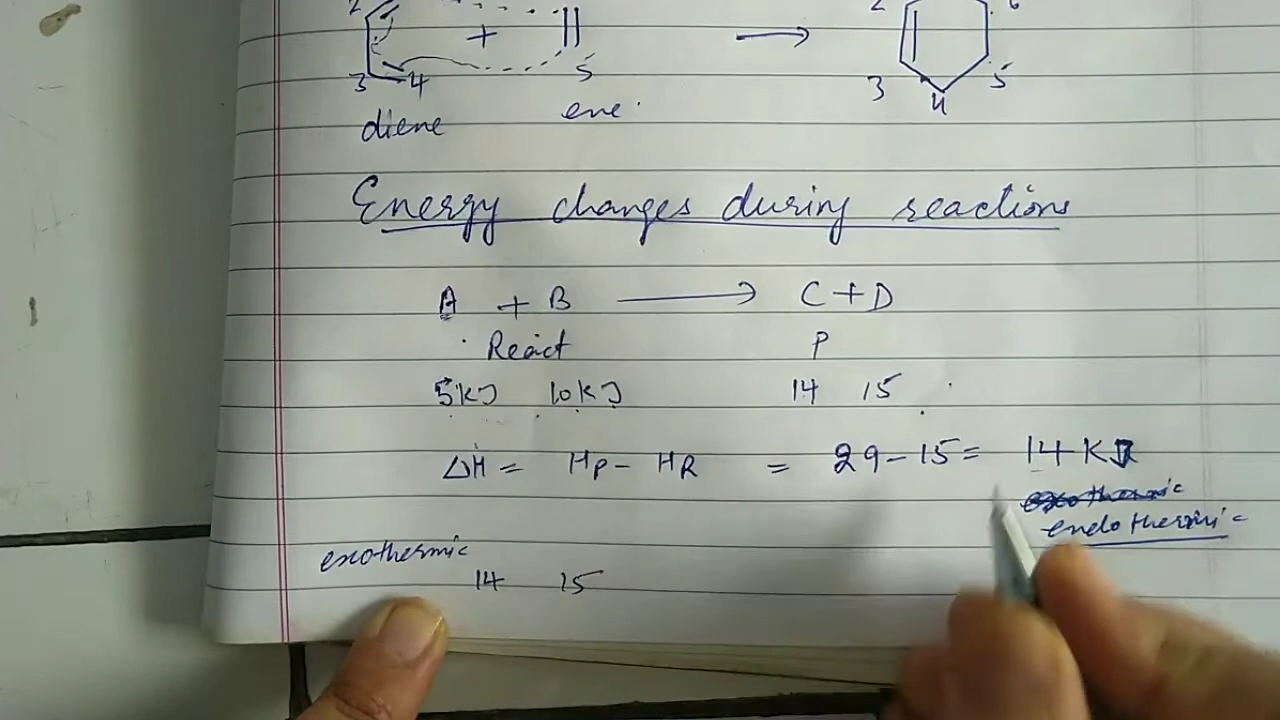 2 + 6
3 4 5 3 4 5
diene ene
Energy changes during reactions
A + B → C + D
React P
5KJ 10KJ 14 15
ΔH = HP - HR = 29 - 15 = 14 KJ
exothermic
endothermic
exothermic
14 15